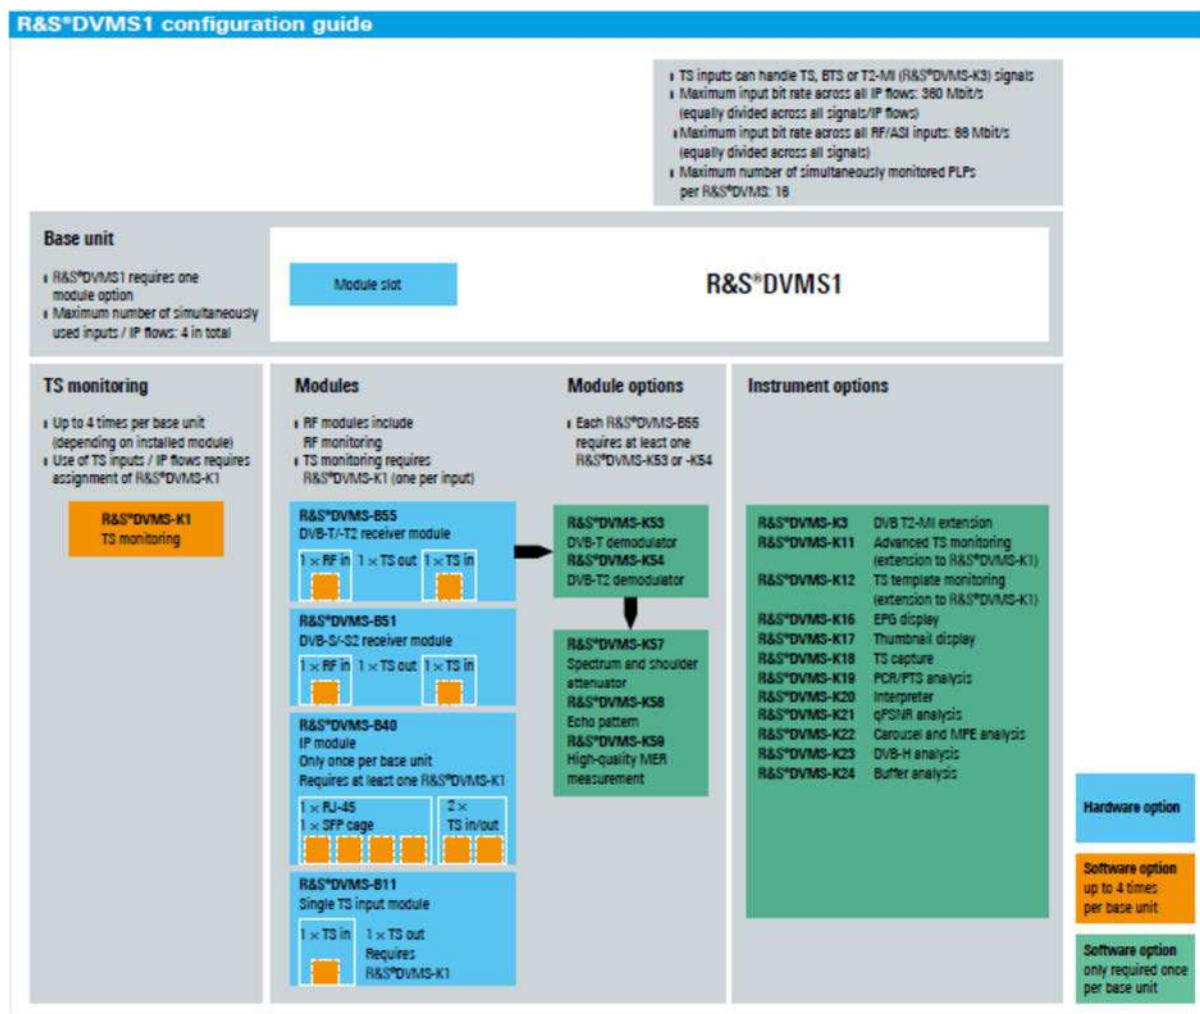 R&S®DVMS1 configuration guide
TS inputs can handle TS, BTS or T2-MI (R&S®DVMS-K3) signals
Maximum input bit rate across all IP flows: 360 Mbit/s
(equally divided across all signals/IP flows)
Maximum input bit rate across all RF/ASI inputs: 66 Mbit/s
(equally divided across all signals)
Maximum number of simultaneously monitored PLPs
per R&S®DVMS: 16
Base unit
R&S®DVMS1 requires one
module option
Maximum number of simultaneously
used inputs / IP flows: 4 in total
Module slot
R&S®DVMS1
TS monitoring
Up to 4 times per base unit
(depending on installed module)
Use of TS inputs / IP flows requires
assignment of R&S®DVMS-K1
R&S®DVMS-K1
TS monitoring
Modules
RF modules include
RF monitoring
TS monitoring requires
R&S®DVMS-K1 (one per input)
R&S®DVMS-B55
DVB-T/-T2 receiver module
1 × RF in 1 × TS out 1 × TS in
R&S®DVMS-B51
DVB-S/-S2 receiver module
1 × RF in 1 × TS out 1 × TS in
R&S®DVMS-B40
IP module
Only once per base unit
Requires at least one R&S®DVMS-K1
1 × RJ-45
1 × SFP cage
2 ×
TS in/out
R&S®DVMS-B11
Single TS input module
1 × TS in 1 × TS out
Requires
R&S®DVMS-K1
Module options
Each R&S®DVMS-B55
requires at least one
R&S®DVMS-K53 or -K54
R&S®DVMS-K53
DVB-T demodulator
R&S®DVMS-K54
DVB-T2 demodulator
R&S®DVMS-K57
Spectrum and shoulder
attenuator
R&S®DVMS-K58
Echo pattern
R&S®DVMS-K59
High-quality MER
measurement
Instrument options
R&S®DVMS-K3 DVB T2-MI extension
R&S®DVMS-K11 Advanced TS monitoring
(extension to R&S®DVMS-K1)
R&S®DVMS-K12 TS template monitoring
(extension to R&S®DVMS-K1)
R&S®DVMS-K16 EPG display
R&S®DVMS-K17 Thumbnail display
R&S®DVMS-K18 TS capture
R&S®DVMS-K19 PCR/PTS analysis
R&S®DVMS-K20 Interpreter
R&S®DVMS-K21 qPSNR analysis
R&S®DVMS-K22 Carousel and MPE analysis
R&S®DVMS-K23 DVB-H analysis
R&S®DVMS-K24 Buffer analysis
Hardware option
Software option
up to 4 times
per base unit
Software option
only required once
per base unit